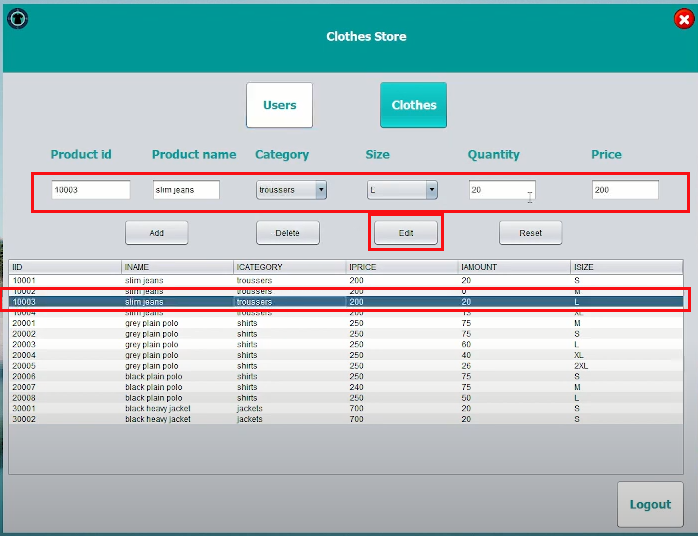 Clothes Store
Users Clothes
Product id Product name Category Size Quantity Price
10003 slim jeans troussers L 20 200
Add Delete Edit Reset
IID INAME ICATEGORY IPRICE IAMOUNT ISIZE
10001 slim jeans troussers 200 20 S
10002 slim jeans troussers 200 0 M
10003 slim jeans troussers 200 20 L
10004 slim jeans troussers 200 13 XL
20001 grey plain polo shirts 250 75 M
20002 grey plain polo shirts 250 75 S
20003 grey plain polo shirts 250 60 L
20004 grey plain polo shirts 250 40 XL
20005 grey plain polo shirts 250 26 2XL
20006 black plain polo shirts 250 75 S
20007 black plain polo shirts 240 75 M
20008 black plain polo shirts 250 50 L
30001 black heavy jacket jackets 700 20 S
30002 black heavy jacket jackets 700 20 S
Logout